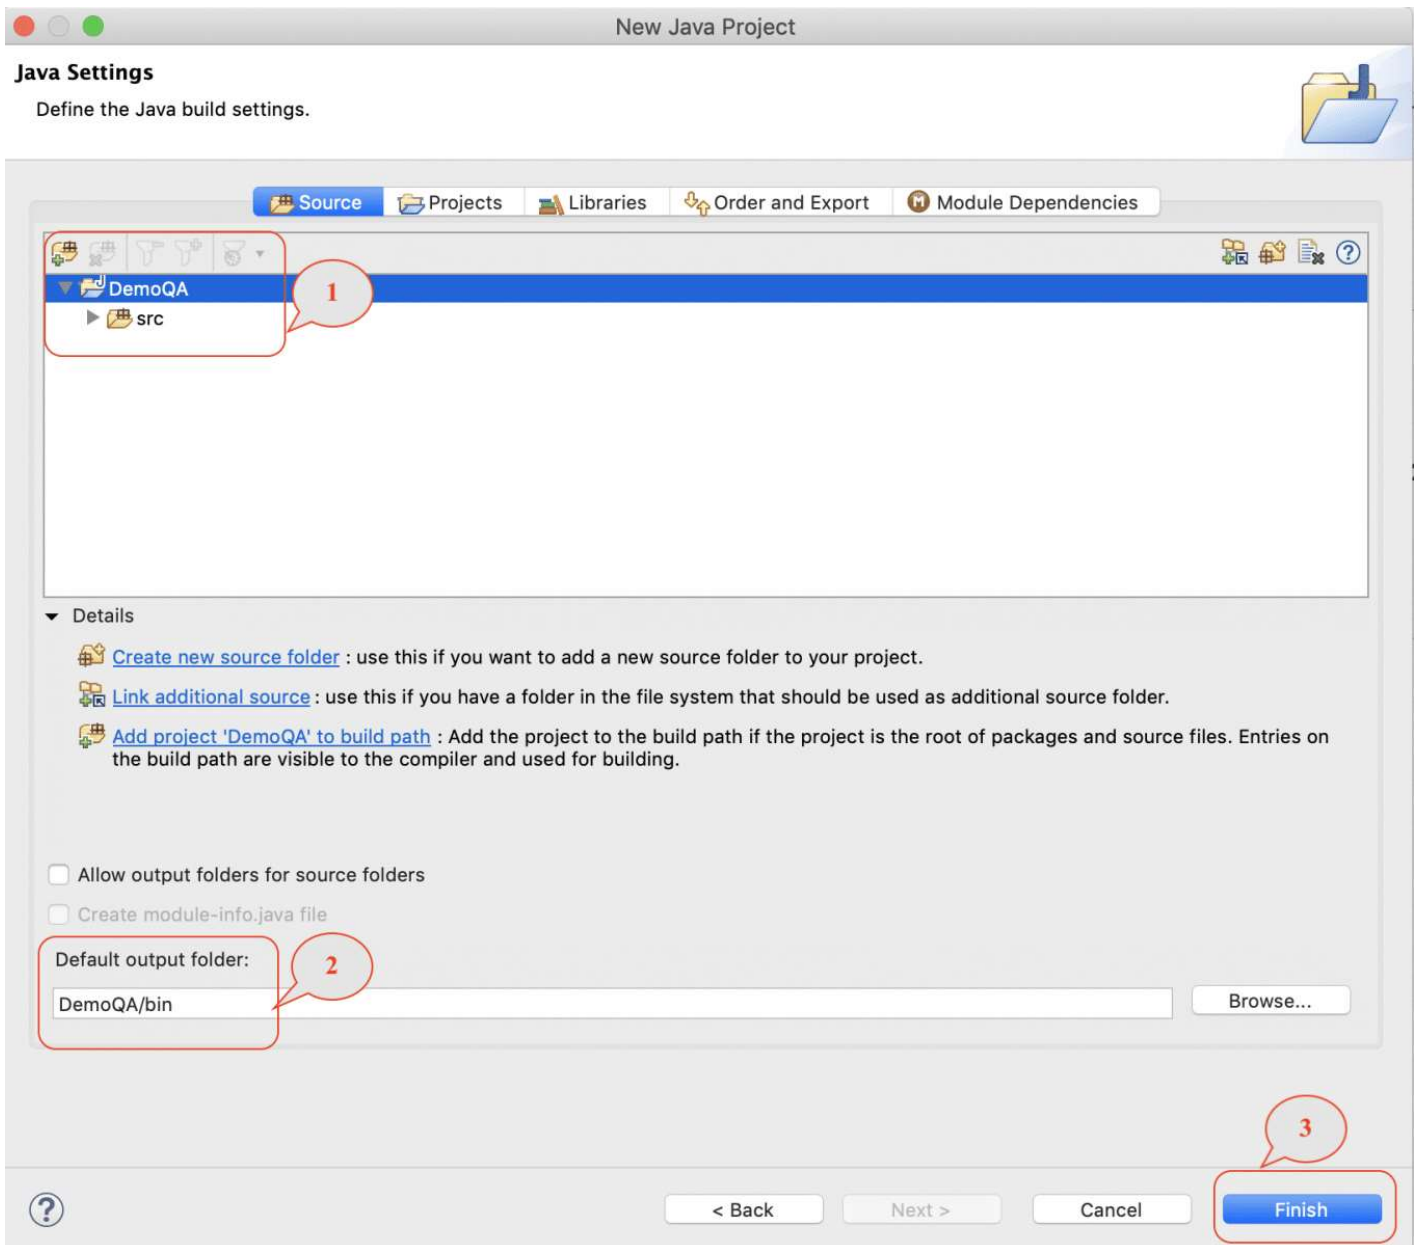 New Java Project
Java Settings
Define the Java build settings.
Source Projects Libraries Order and Export Module Dependencies
DemoQA
1
src
Details
Create new source folder : use this if you want to add a new source folder to your project.
Link additional source : use this if you have a folder in the file system that should be used as additional source folder.
Add project 'DemoQA' to build path : Add the project to the build path if the project is the root of packages and source files. Entries on
the build path are visible to the compiler and used for building.
Allow output folders for source folders
Create module-info.java file
Default output folder:
2
DemoQA/bin
Browse...
3
< Back Next > Cancel Finish